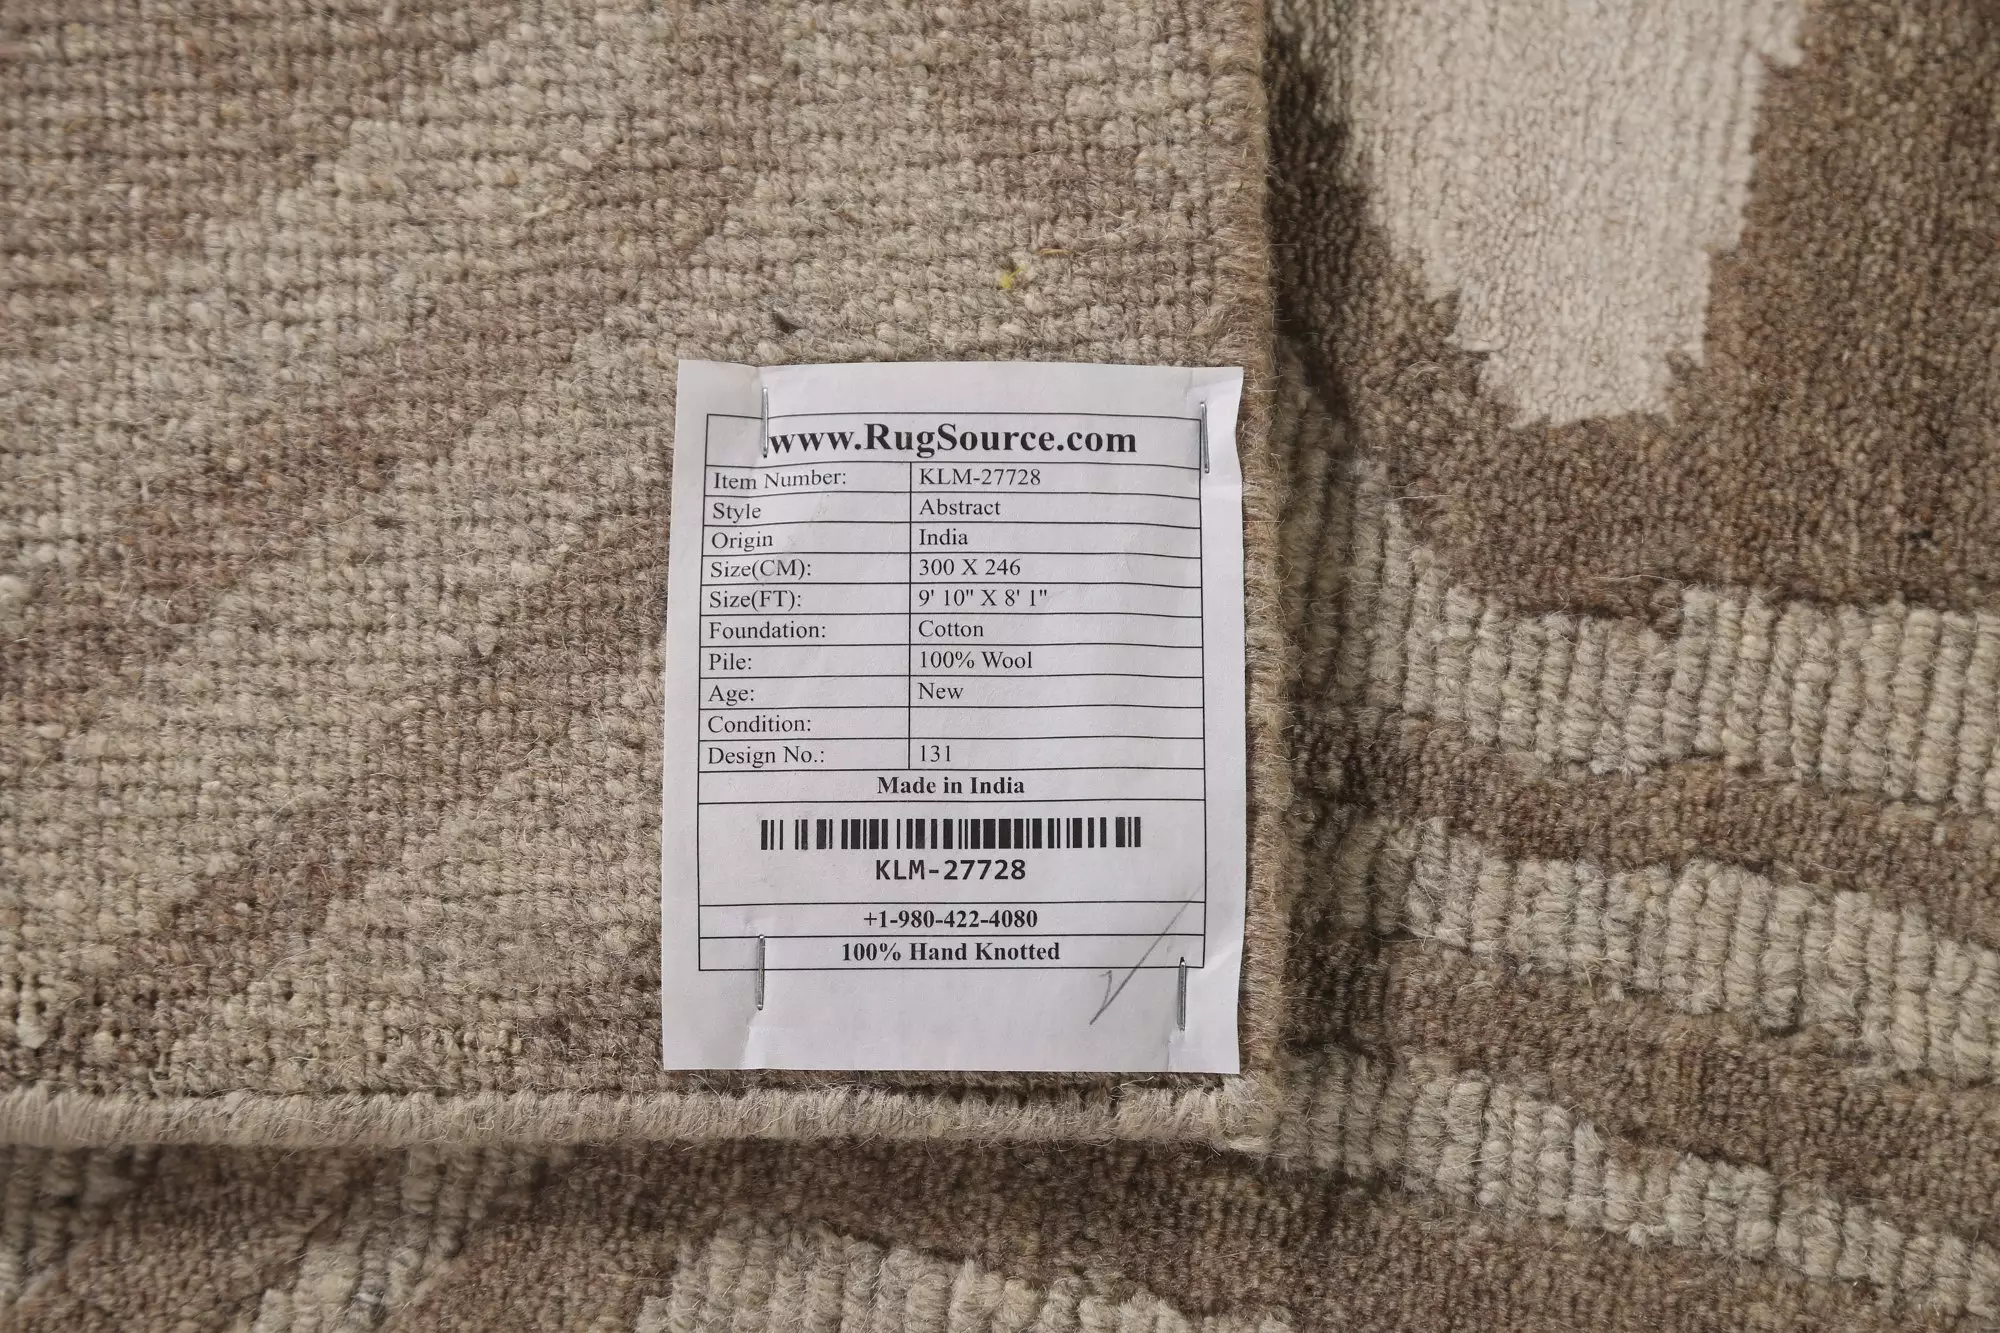 www.RugSource.com
Item Number: KLM-27728
Style Abstract
Origin India
Size(CM): 300 X 246
Size(FT): 9' 10" X 8' 1"
Foundation: Cotton
Pile: 100% Wool
Age: New
Condition:
Design No.: 131
Made in India
KLM-27728
+1-980-422-4080
100% Hand Knotted